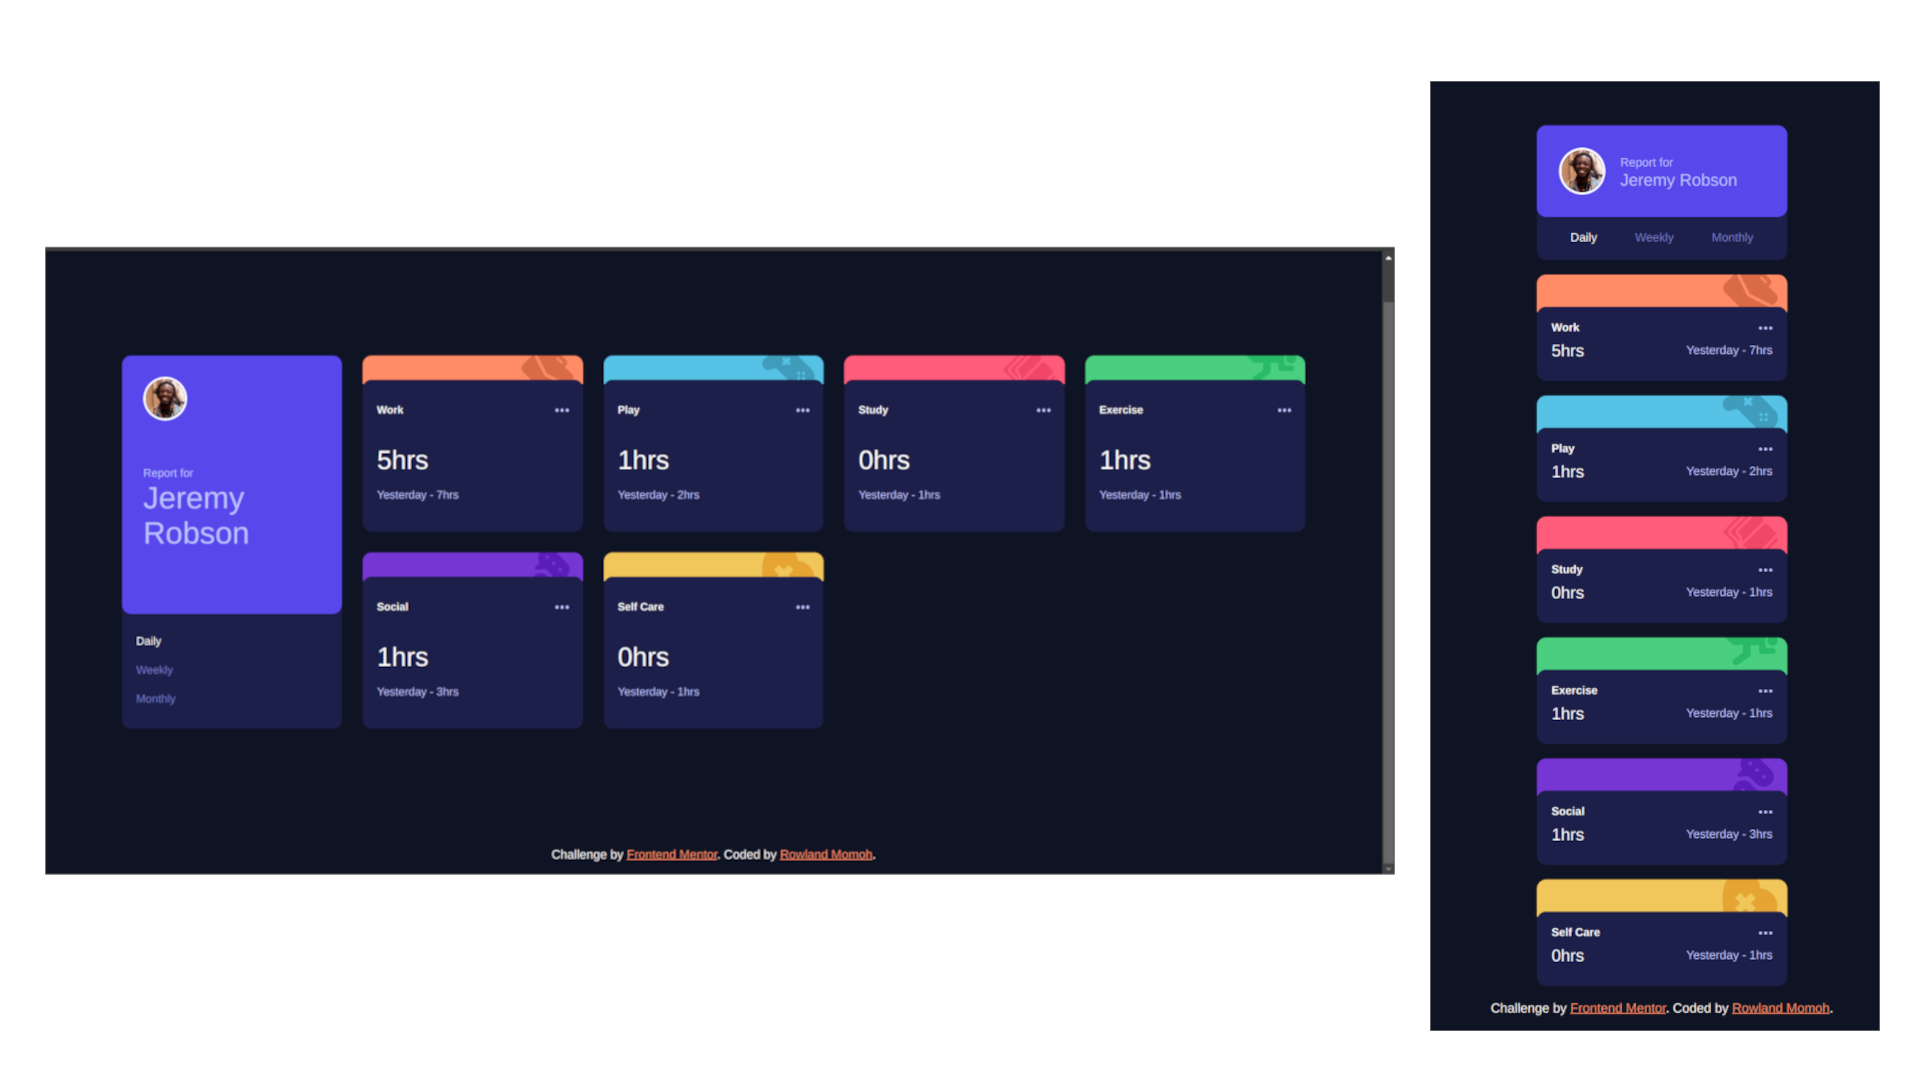 Report for
Jeremy
Robson
Daily
Weekly
Monthly
Work
5hrs
Yesterday - 7hrs
Play
1hrs
Yesterday - 2hrs
Study
0hrs
Yesterday - 1hrs
Exercise
1hrs
Yesterday - 1hrs
Social
1hrs
Yesterday - 3hrs
Self Care
0hrs
Yesterday - 1hrs
Challenge by Frontend Mentor. Coded by Rowland Momoh.
Report for
Jeremy Robson
Daily Weekly Monthly
Work
5hrs Yesterday - 7hrs
Play
1hrs Yesterday - 2hrs
Study
0hrs Yesterday - 1hrs
Exercise
1hrs Yesterday - 1hrs
Social
1hrs Yesterday - 3hrs
Self Care
0hrs Yesterday - 1hrs
Challenge by Frontend Mentor. Coded by Rowland Momoh.